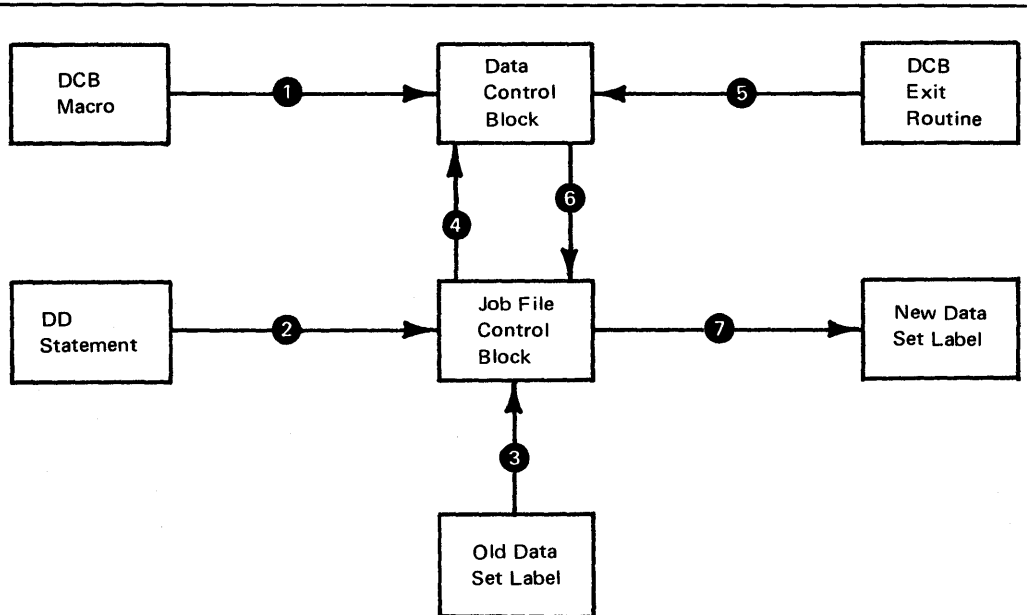 DCB
Macro
1
Data
Control
Block
5
DCB
Exit
Routine
4
6
DD
Statement
2
Job File
Control
Block
7
New Data
Set Label
3
Old Data
Set Label